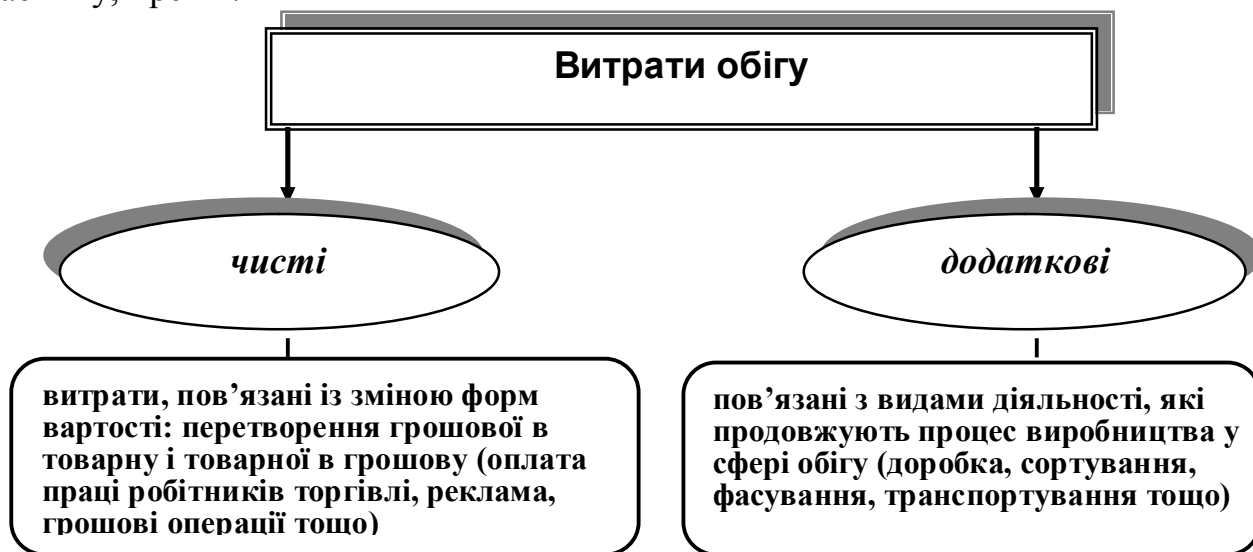 Витрати обігу
чисті
додаткові
витрати, пов’язані із зміною форм
вартості: перетворення грошової в
товарну і товарної в грошову (оплата
праці робітників торгівлі, реклама,
грошові операції тощо)
пов’язані з видами діяльності, які
продовжують процес виробництва у
сфері обігу (доробка, сортування,
фасування, транспортування тощо)